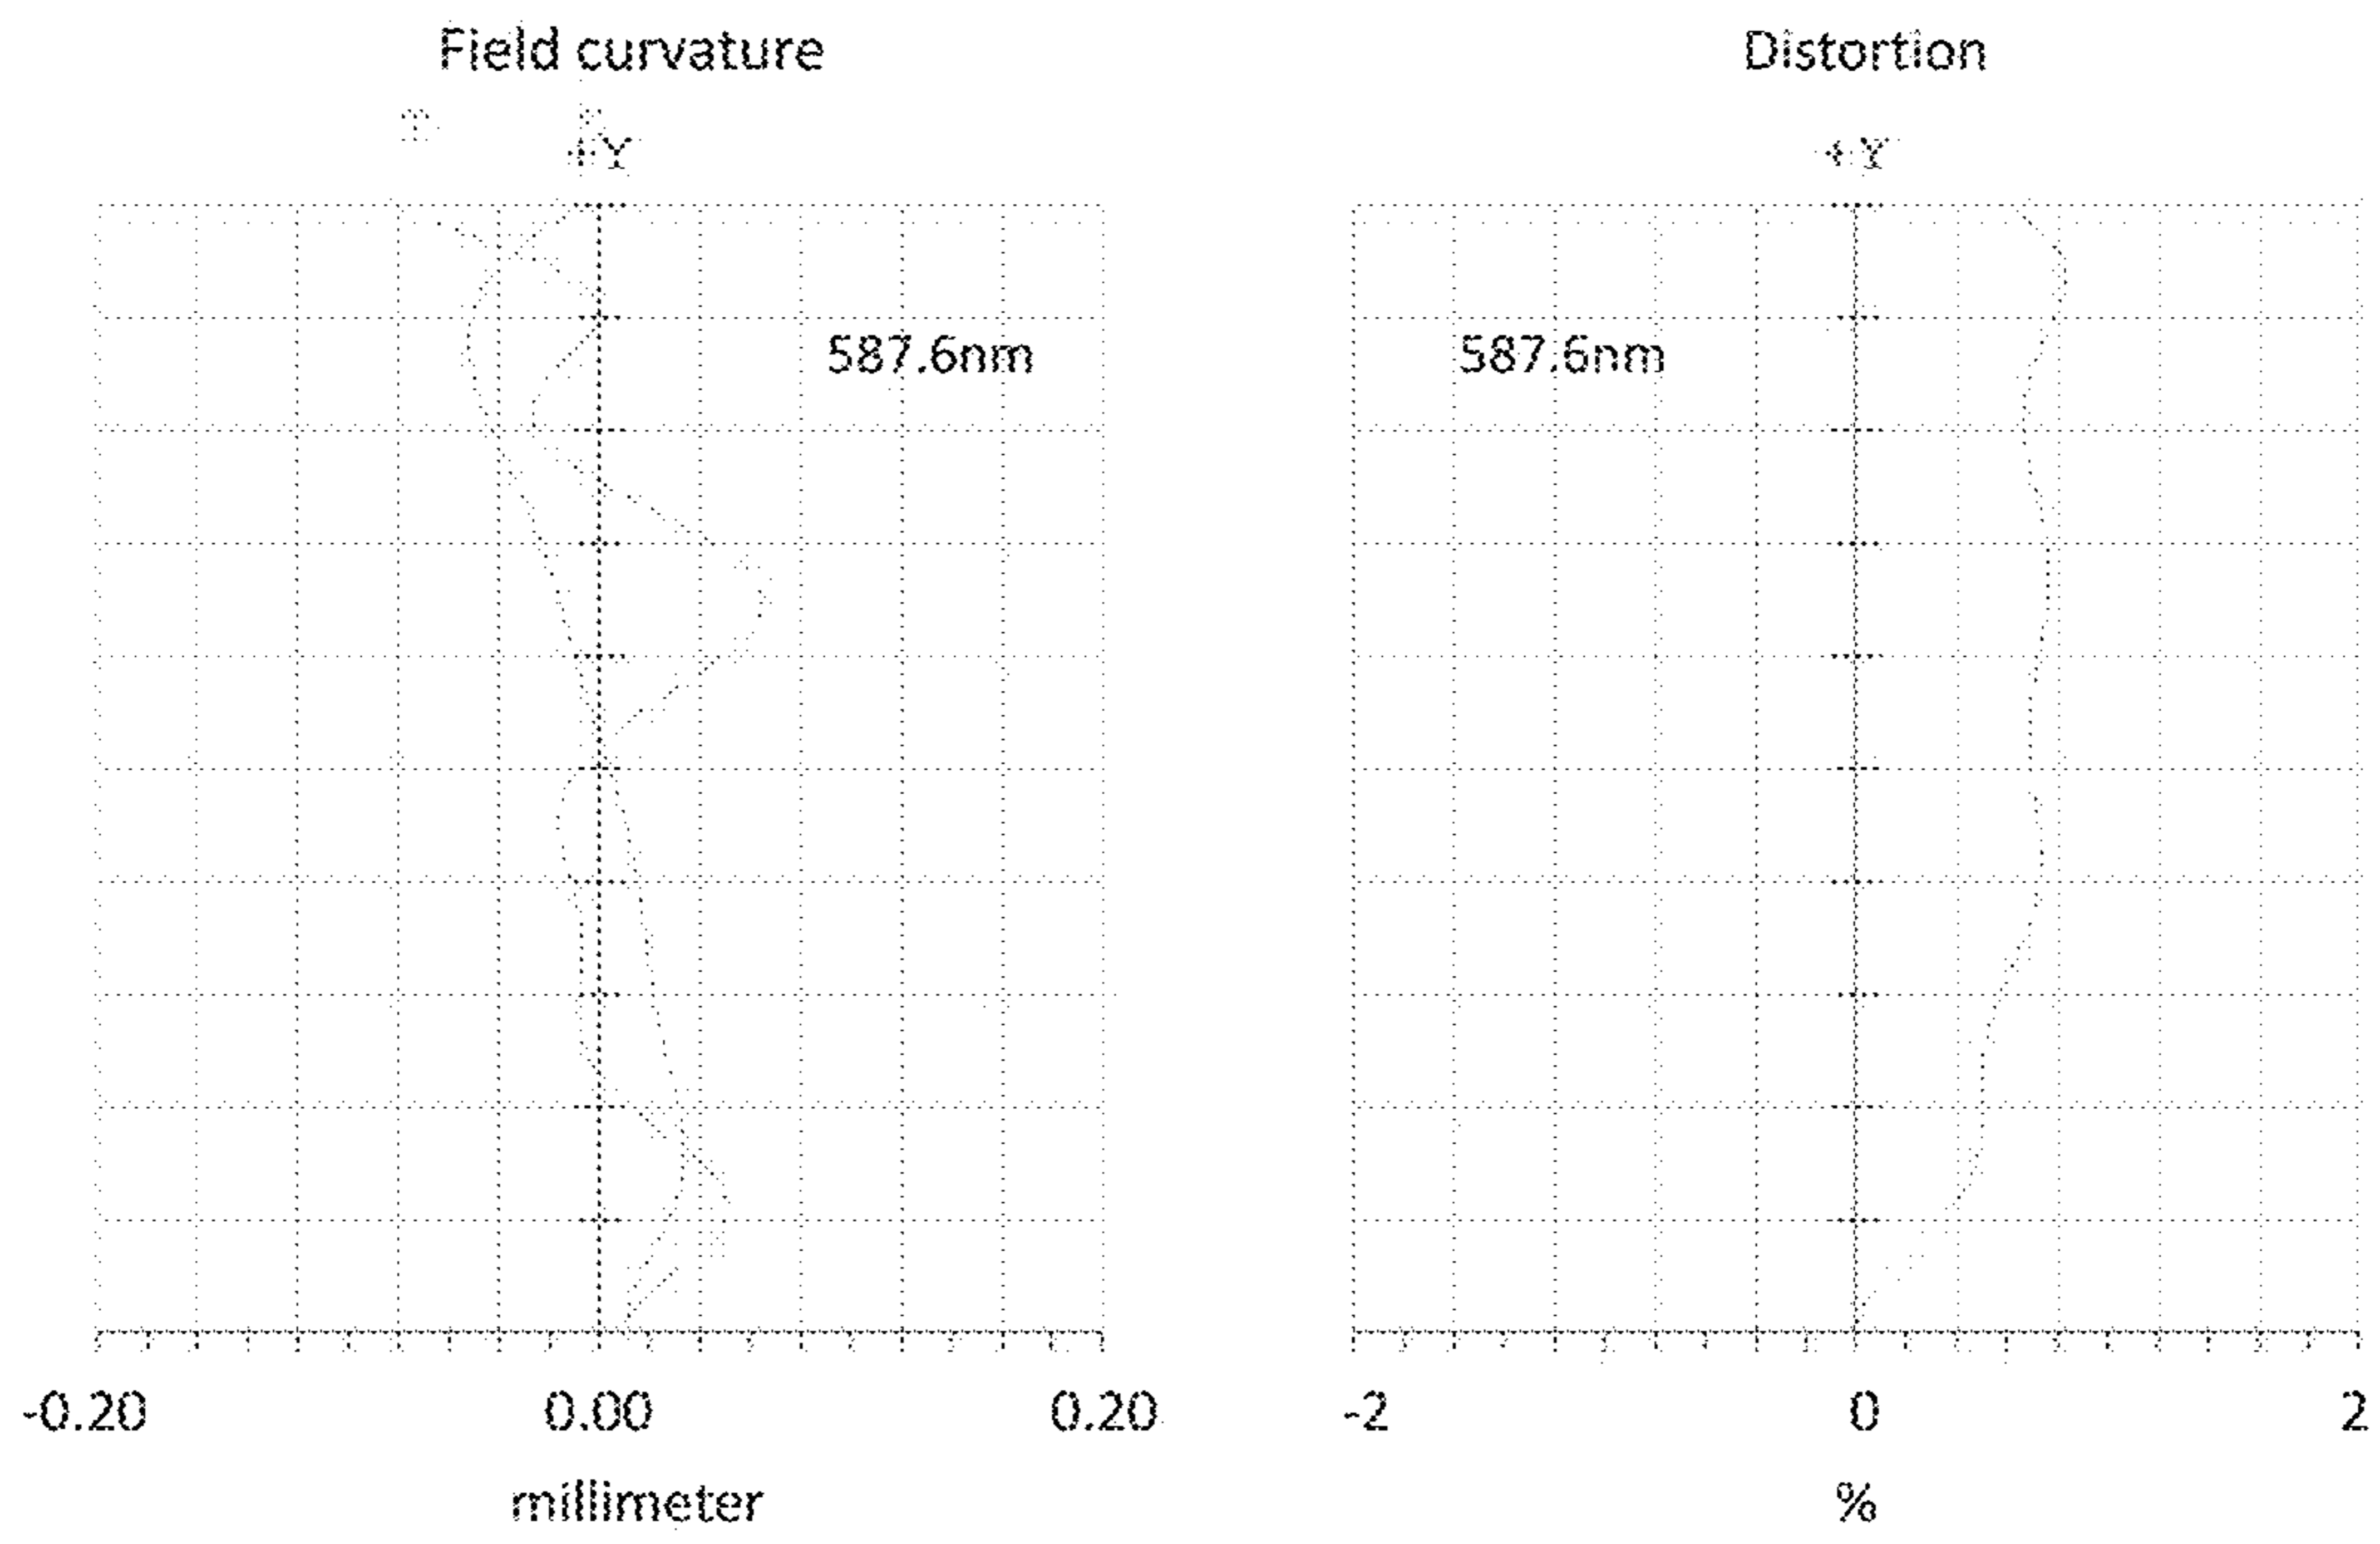 Field curvature
T
+Y
587.6nm
-0.20 0.00 0.20
millimeter
Distortion
+Y
587.6nm
-2 0 2
%